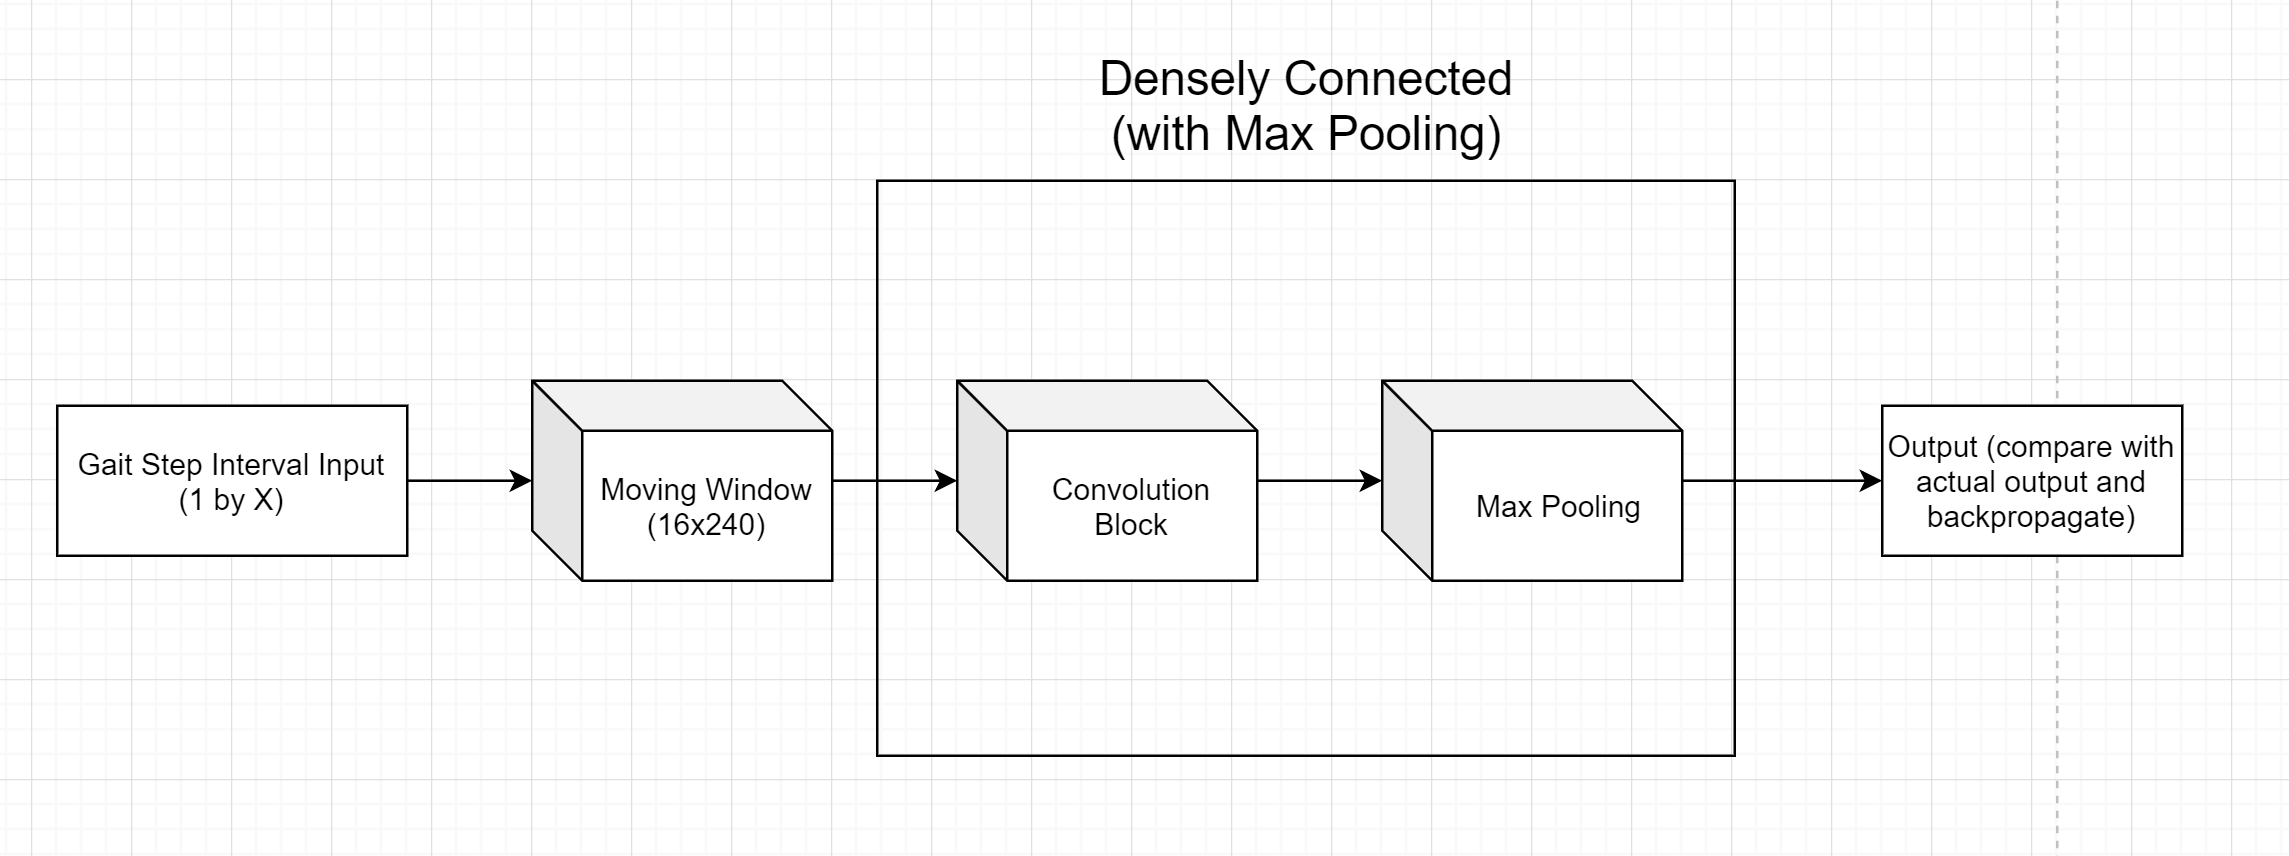 Densely Connected
(with Max Pooling)
Gait Step Interval Input
(1 by X)
Moving Window
(16x240)
Convolution
Block
Max Pooling
Output (compare with
actual output and
backpropagate)